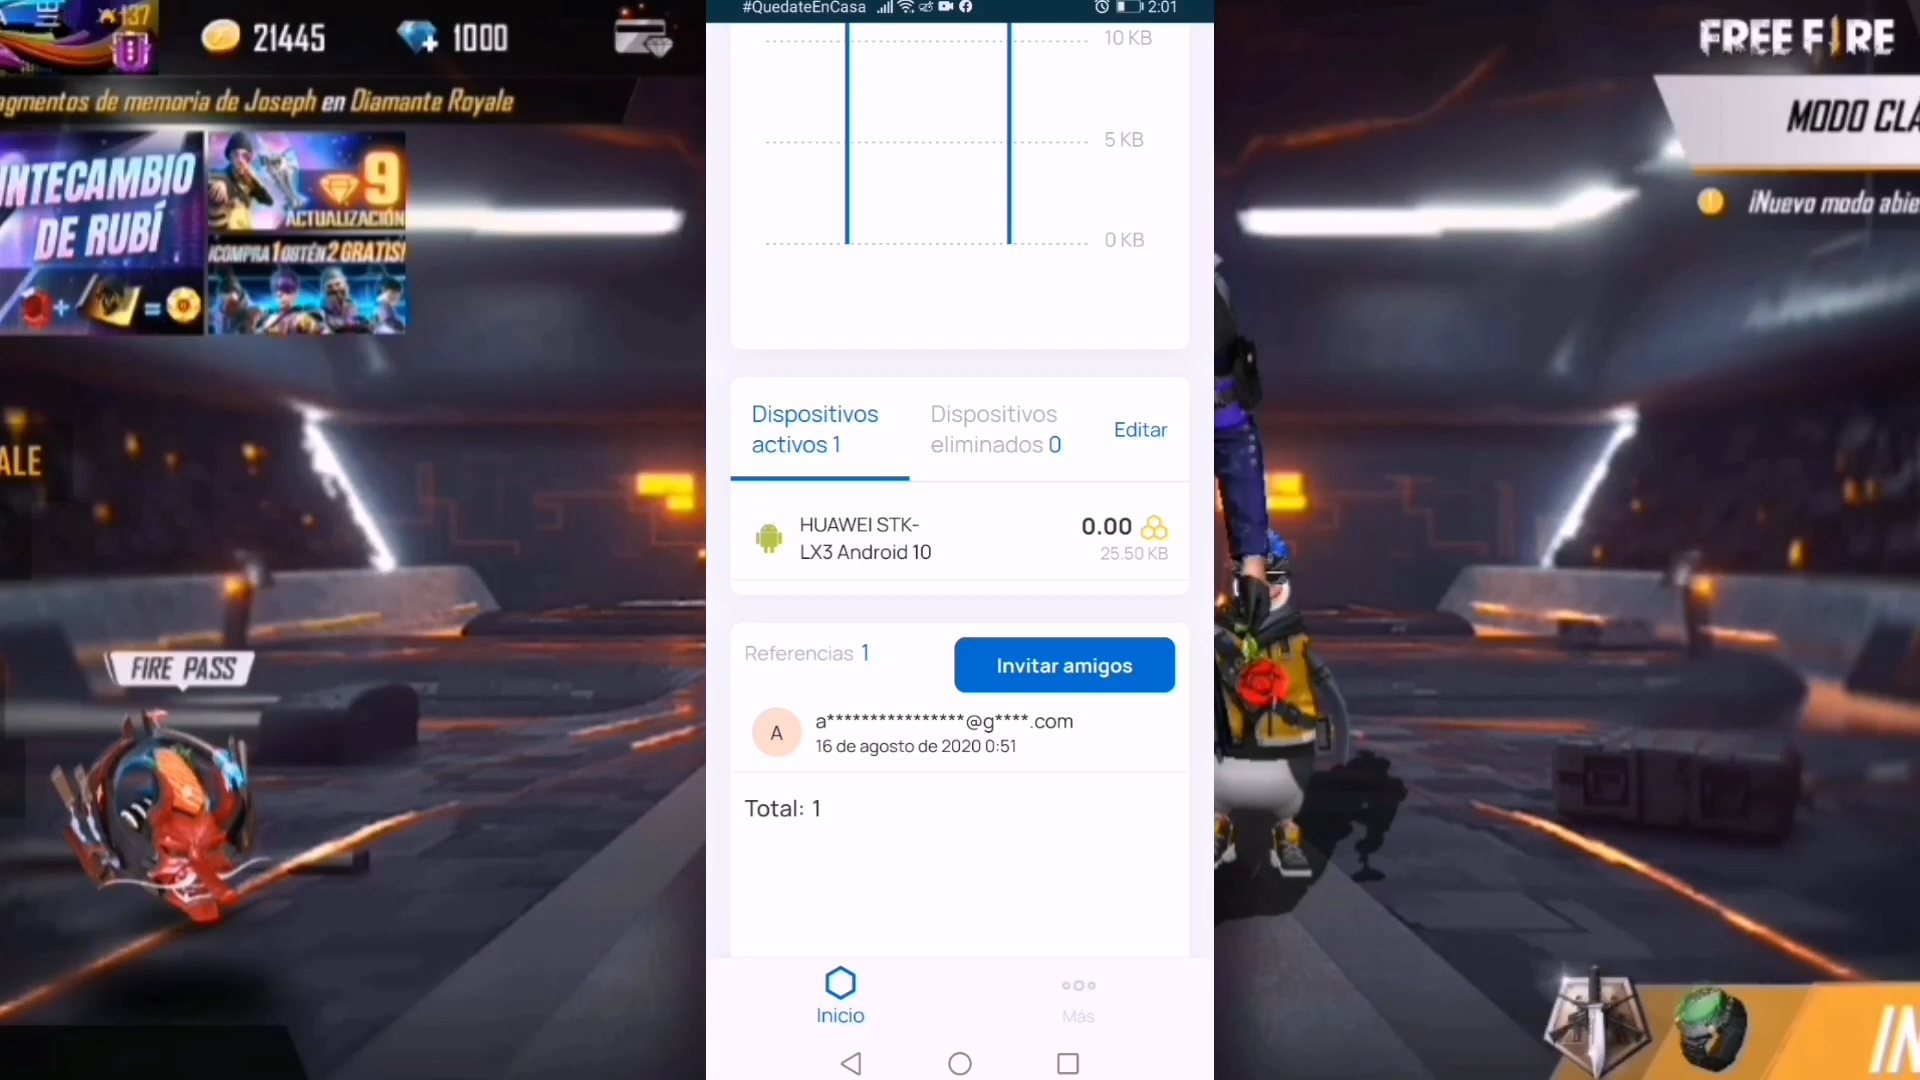 137
21445
1000
agmentos de memoria de Joseph en Diamante Royale
INTECAMBIO
DE RUBÍ
9
ACTUALIZACIÓN
¡COMPRA 1 OBTÉN 2 GRATIS!
ALE
FIRE PASS
#QuedateEnCasa
2:01
10 KB
5 KB
0 KB
Dispositivos
activos 1
Dispositivos
eliminados 0
Editar
HUAWEI STK-
LX3 Android 10
0.00
25.50 KB
Referencias 1
Invitar amigos
A
a****************@g****.com
16 de agosto de 2020 0:51
Total: 1
Inicio
Más
FREE FIRE
MODO CLA
¡Nuevo modo abie
IN